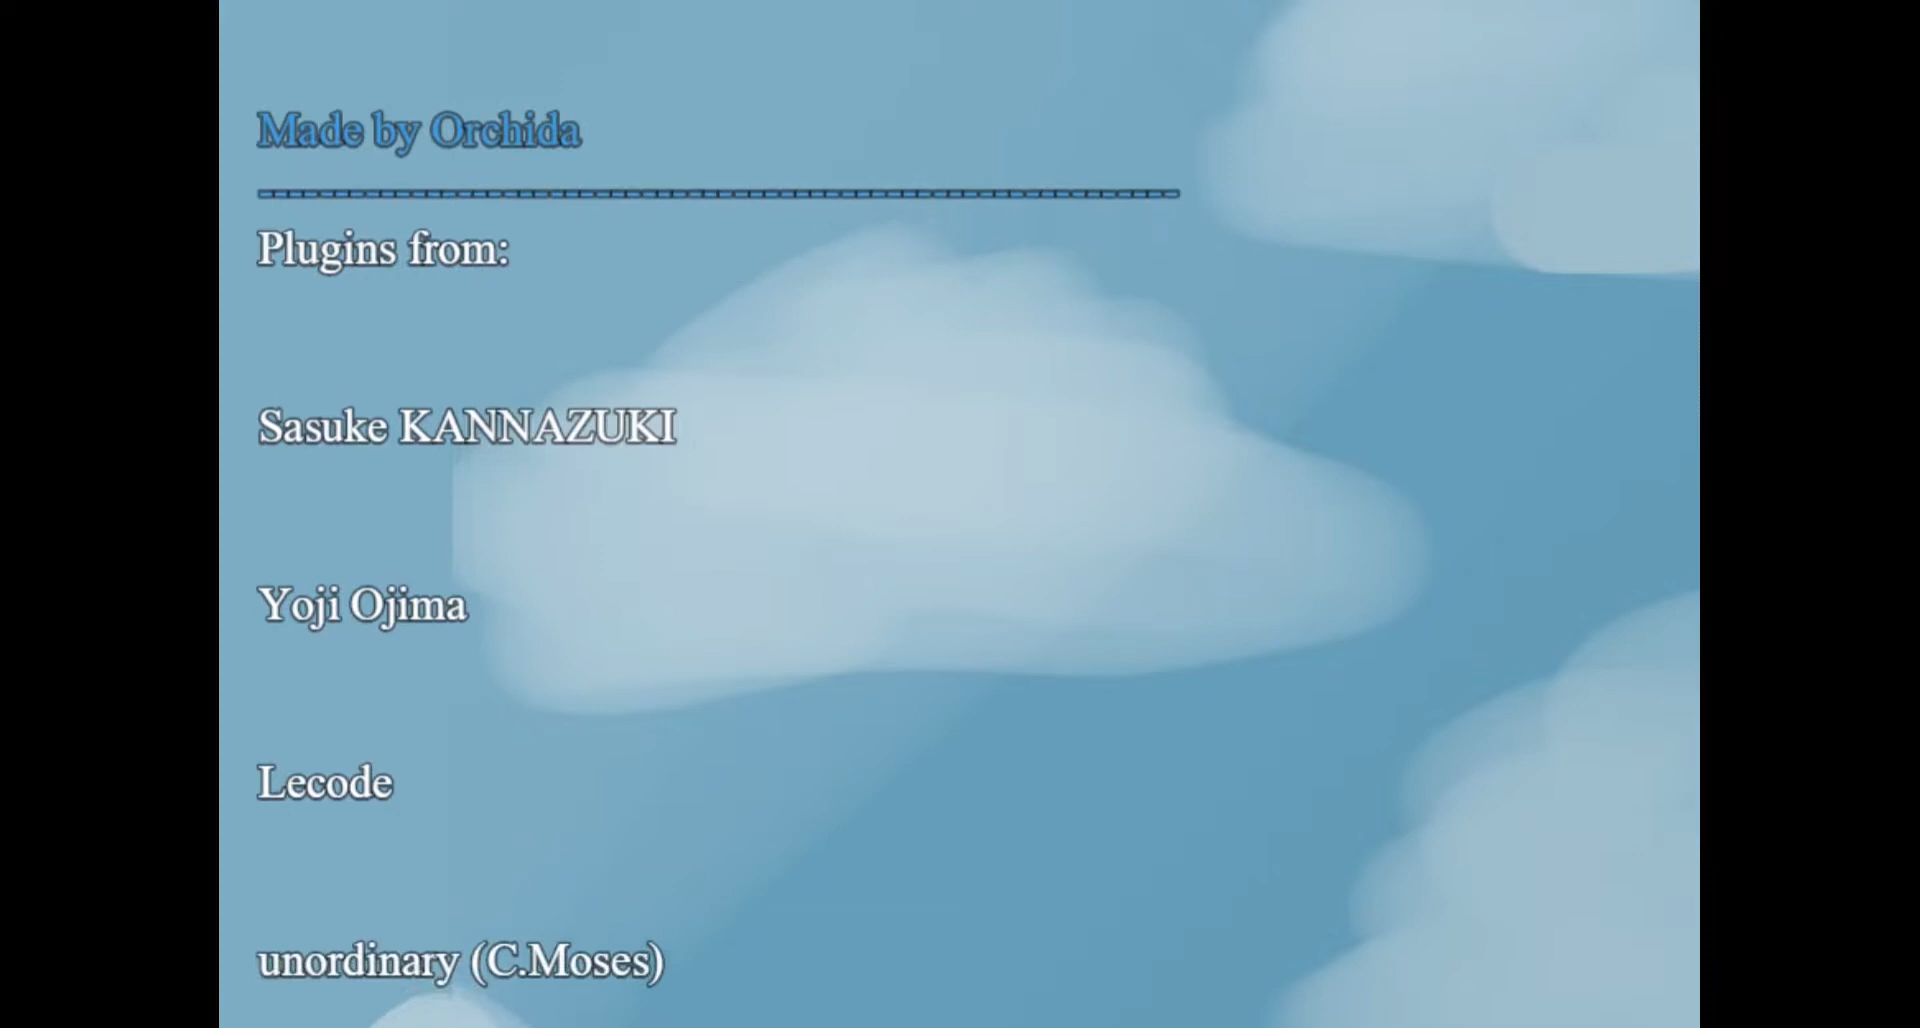 Made by Orchida
Plugins from:
Sasuke KANNAZUKI
Yoji Ojima
Lecode
unordinary (C.Moses)